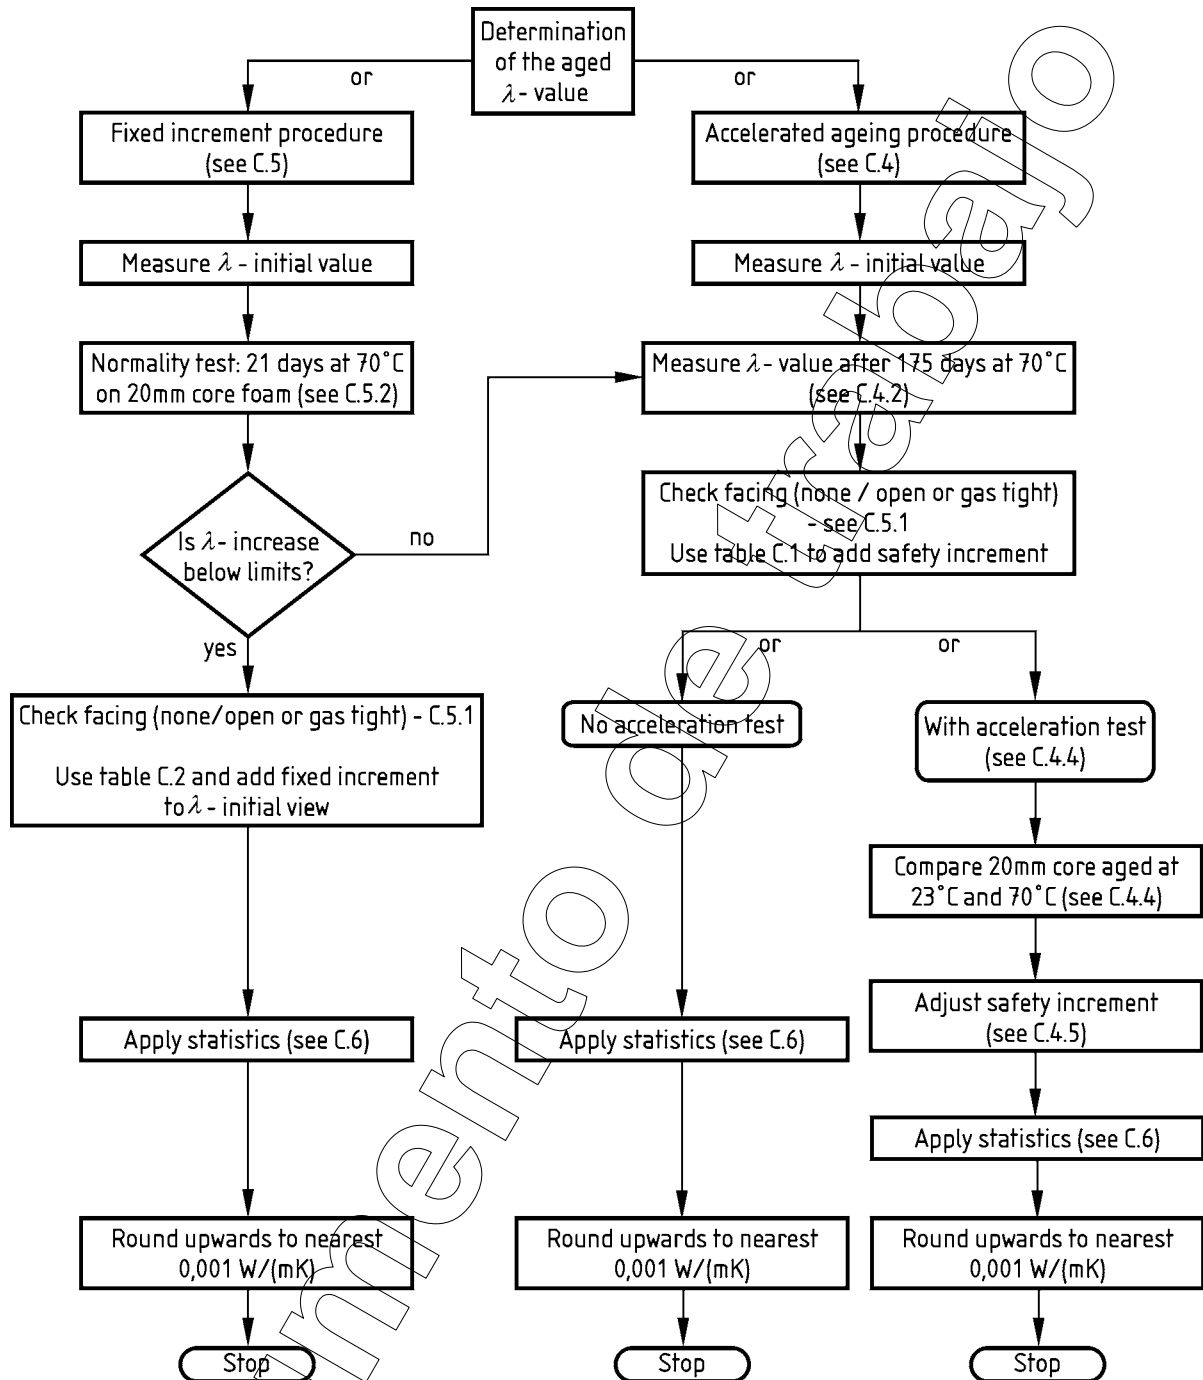 Determination
of the aged
λ- value
or
or
Fixed increment procedure
(see C.5)
Accelerated ageing procedure
(see C.4)
Measure λ - initial value
Measure λ - initial value
Normality test: 21 days at 70°C
on 20mm core foam (see C.5.2)
Measure λ- value after 175 days at 70°C
(see C.4.2)
Is λ- increase
below limits?
no
yes
Check facing (none / open or gas tight)
- see C.5.1
Use table C.1 to add safety increment
or
or
Check facing (none/open or gas tight) - C.5.1
Use table C.2 and add fixed increment
to λ - initial view
No acceleration test
With acceleration test
(see C.4.4)
Compare 20mm core aged at
23°C and 70°C (see C.4.4)
Adjust safety increment
(see C.4.5)
Apply statistics (see C.6)
Apply statistics (see C.6)
Apply statistics (see C.6)
Round upwards to nearest
0,001 W/(mK)
Round upwards to nearest
0,001 W/(mK)
Round upwards to nearest
0,001 W/(mK)
Stop
Stop
Stop
umento de trabajo